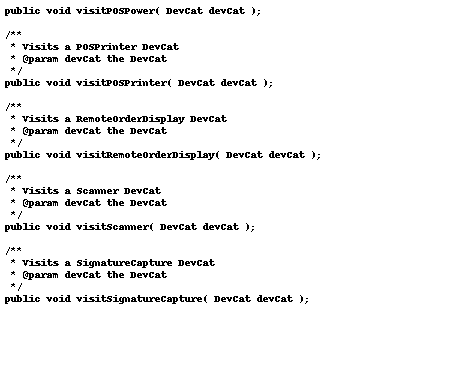 public void visitPOSPower( DevCat devCat );
/**
 * Visits a POSPrinter DevCat
 * @param devCat the DevCat
 */
public void visitPOSPrinter( DevCat devCat );
/**
 * Visits a RemoteOrderDisplay DevCat
 * @param devCat the DevCat
 */
public void visitRemoteOrderDisplay( DevCat devCat );
/**
 * Visits a Scanner DevCat
 * @param devCat the DevCat
 */
public void visitScanner( DevCat devCat );
/**
 * Visits a SignatureCapture DevCat
 * @param devCat the DevCat
 */
public void visitSignatureCapture( DevCat devCat );